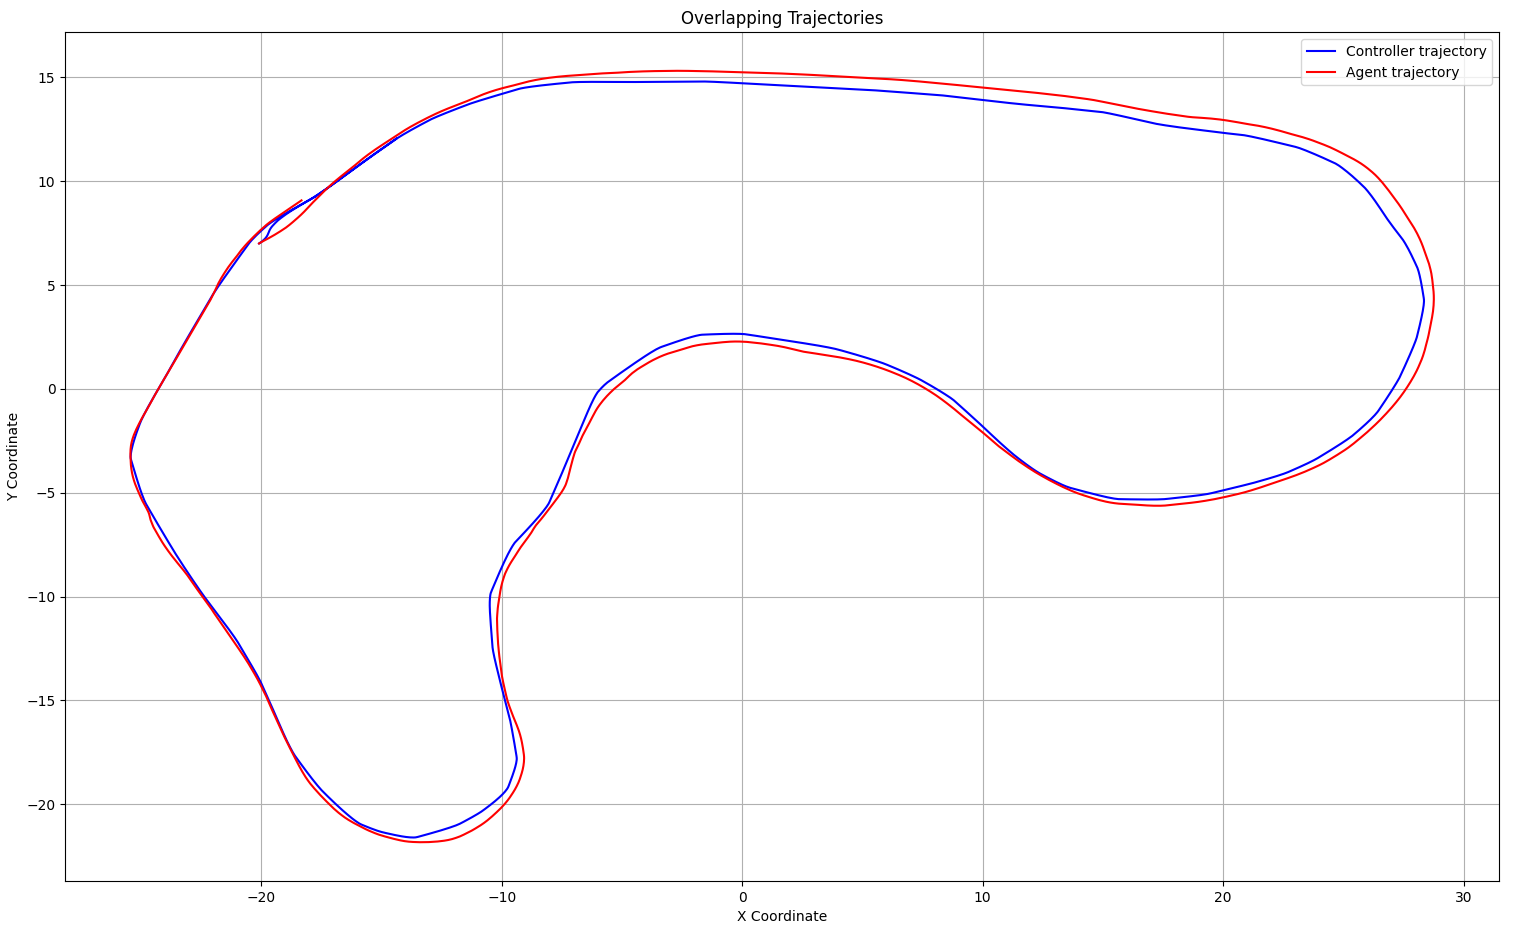 Overlapping Trajectories
Controller trajectory
Agent trajectory
Y Coordinate
15
10
5
0
−5
−10
−15
−20
−20
−10
0
10
20
30
X Coordinate